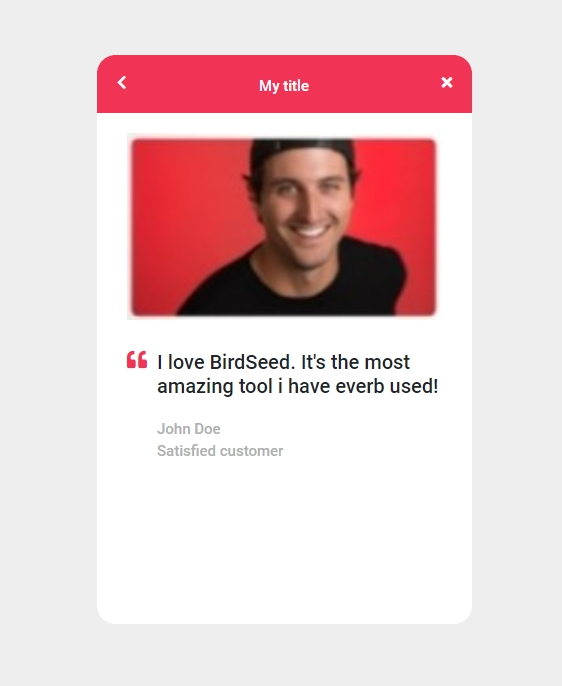 My title
I love BirdSeed. It's the most
amazing tool i have everb used!
John Doe
Satisfied customer